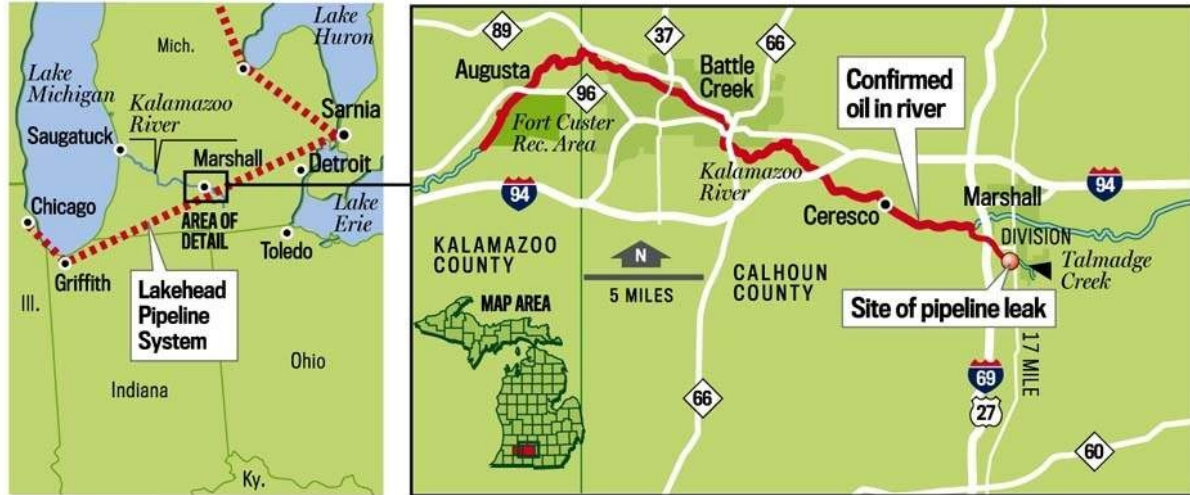 Mich.
Lake
Huron
Lake
Michigan
Kalamazoo
River
Saugatuck
Sarnia
Marshall
Detroit
Chicago
AREA OF
DETAIL
Lake
Erie
Toledo
Griffith
Ill.
Lakehead
Pipeline
System
Ohio
Indiana
Ky.
89
37
66
Augusta
Battle
Creek
96
Fort Custer
Rec. Area
Confirmed
oil in river
Kalamazoo
River
94
Marshall
94
Ceresco
DIVISION
Talmadge
Creek
KALAMAZOO
COUNTY
N
5 MILES
CALHOUN
COUNTY
Site of pipeline leak
MAP AREA
17 MILE
66
69
27
60